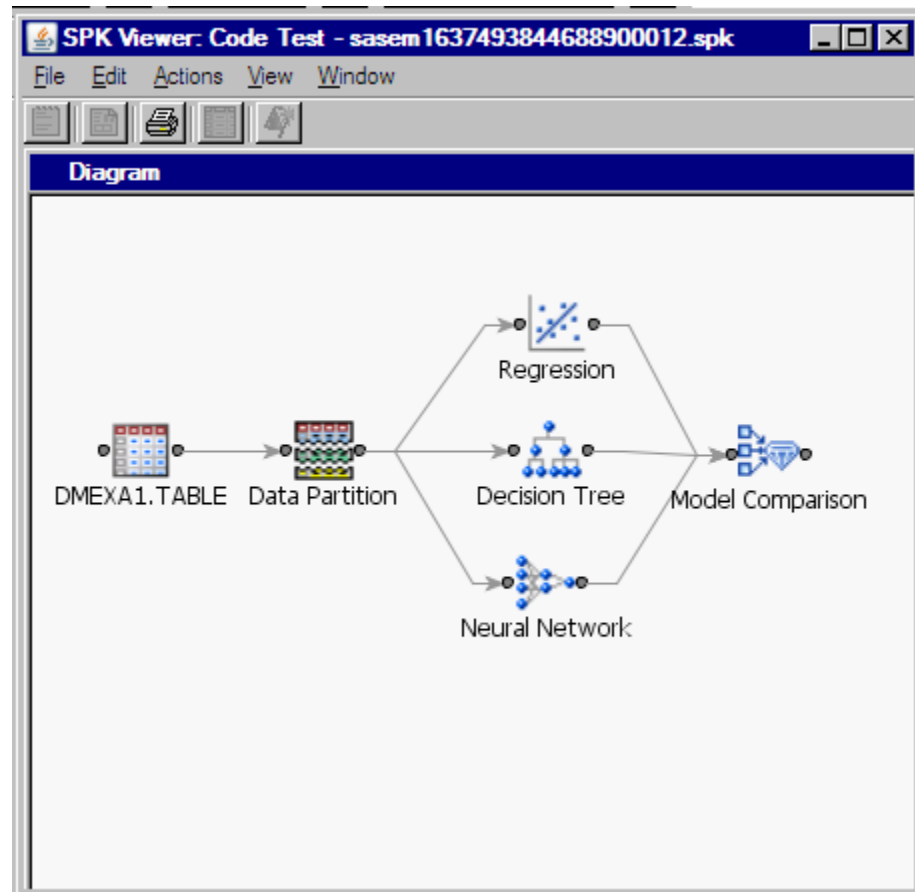 SPK Viewer: Code Test - sasem1637493844688900012.spk
File Edit Actions View Window
Diagram
Regression
DMEXA1.TABLE Data Partition Decision Tree Model Comparison
Neural Network